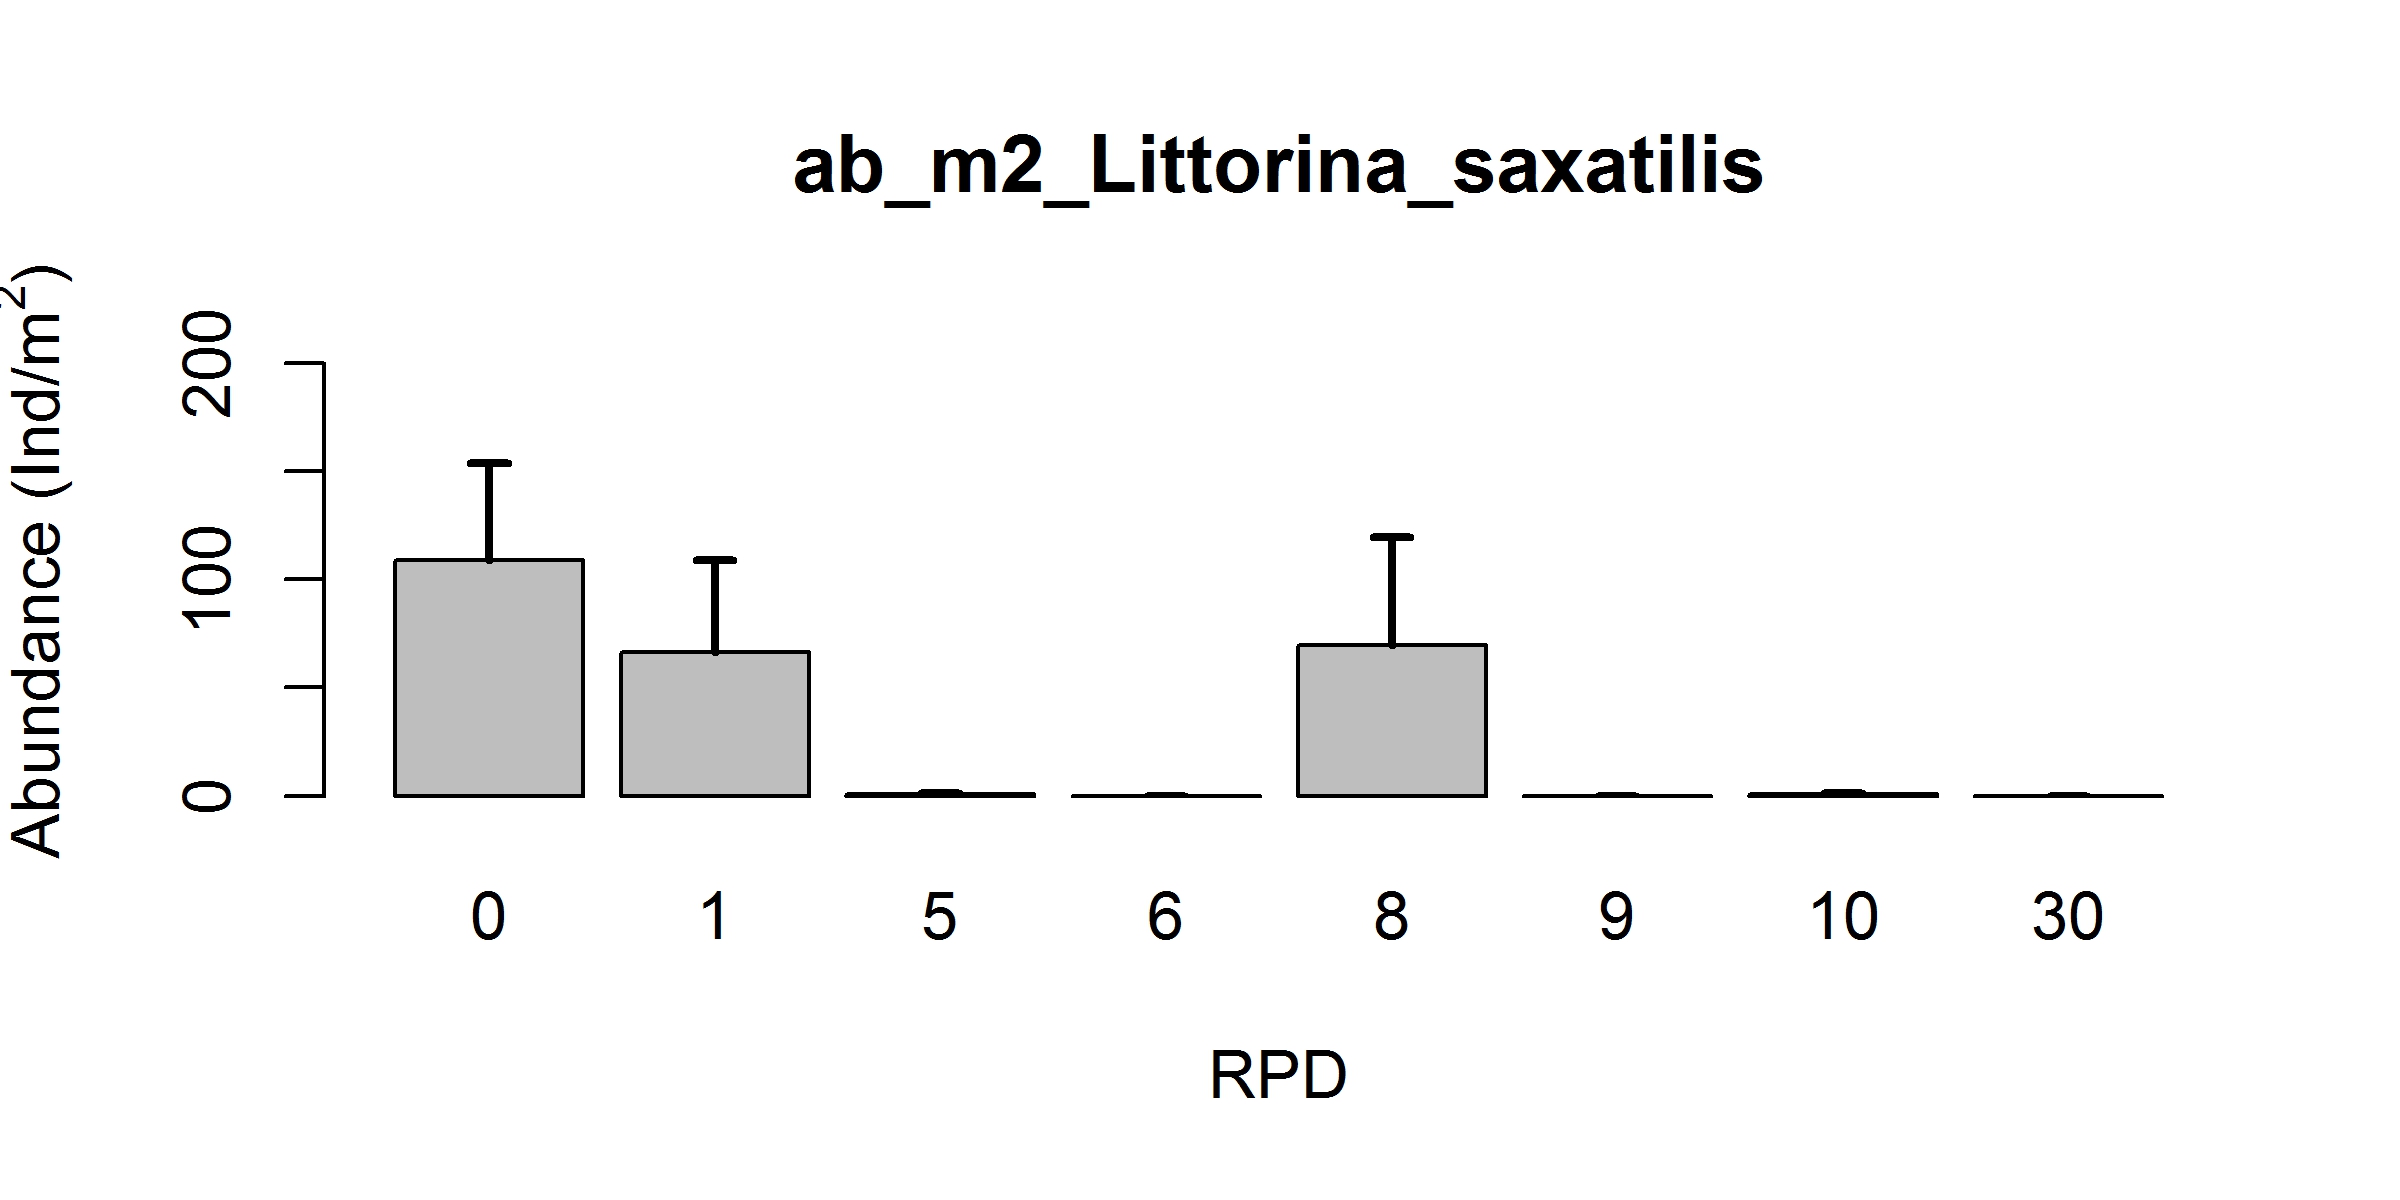 ab_m2_Littorina_saxatilis
Abundance (Ind/m²)
200
100
0
0 1 5 6 8 9 10 30
RPD